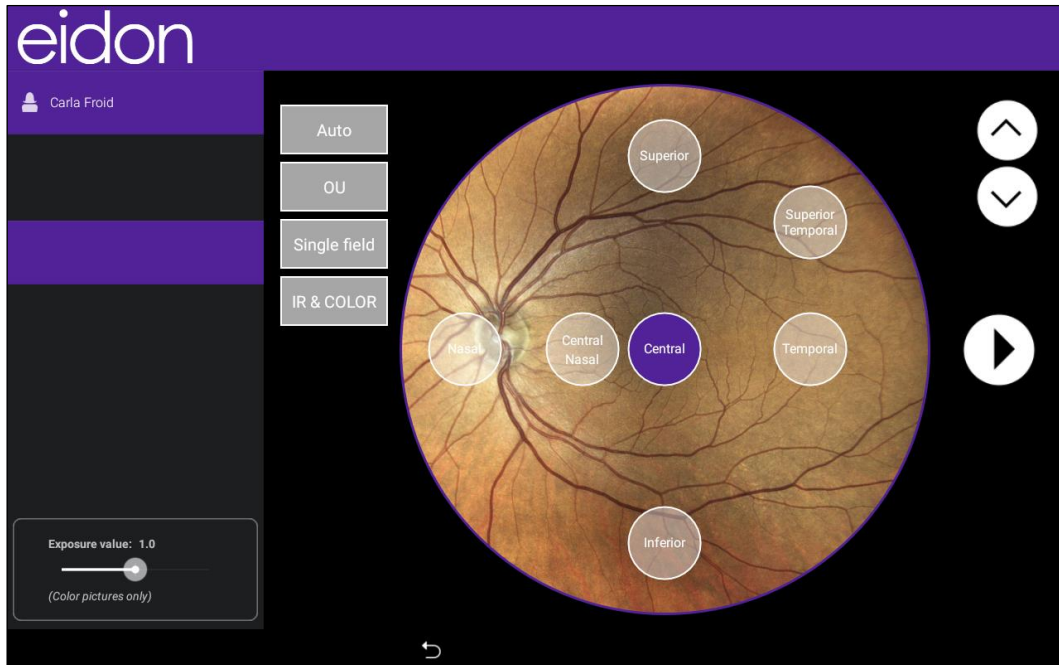 eidon
Carla Froid
Auto
OU
Single field
IR & COLOR
Superior
Superior
Temporal
Nasal
Central
Nasal
Central
Temporal
Inferior
Exposure value: 1.0
(Color pictures only)